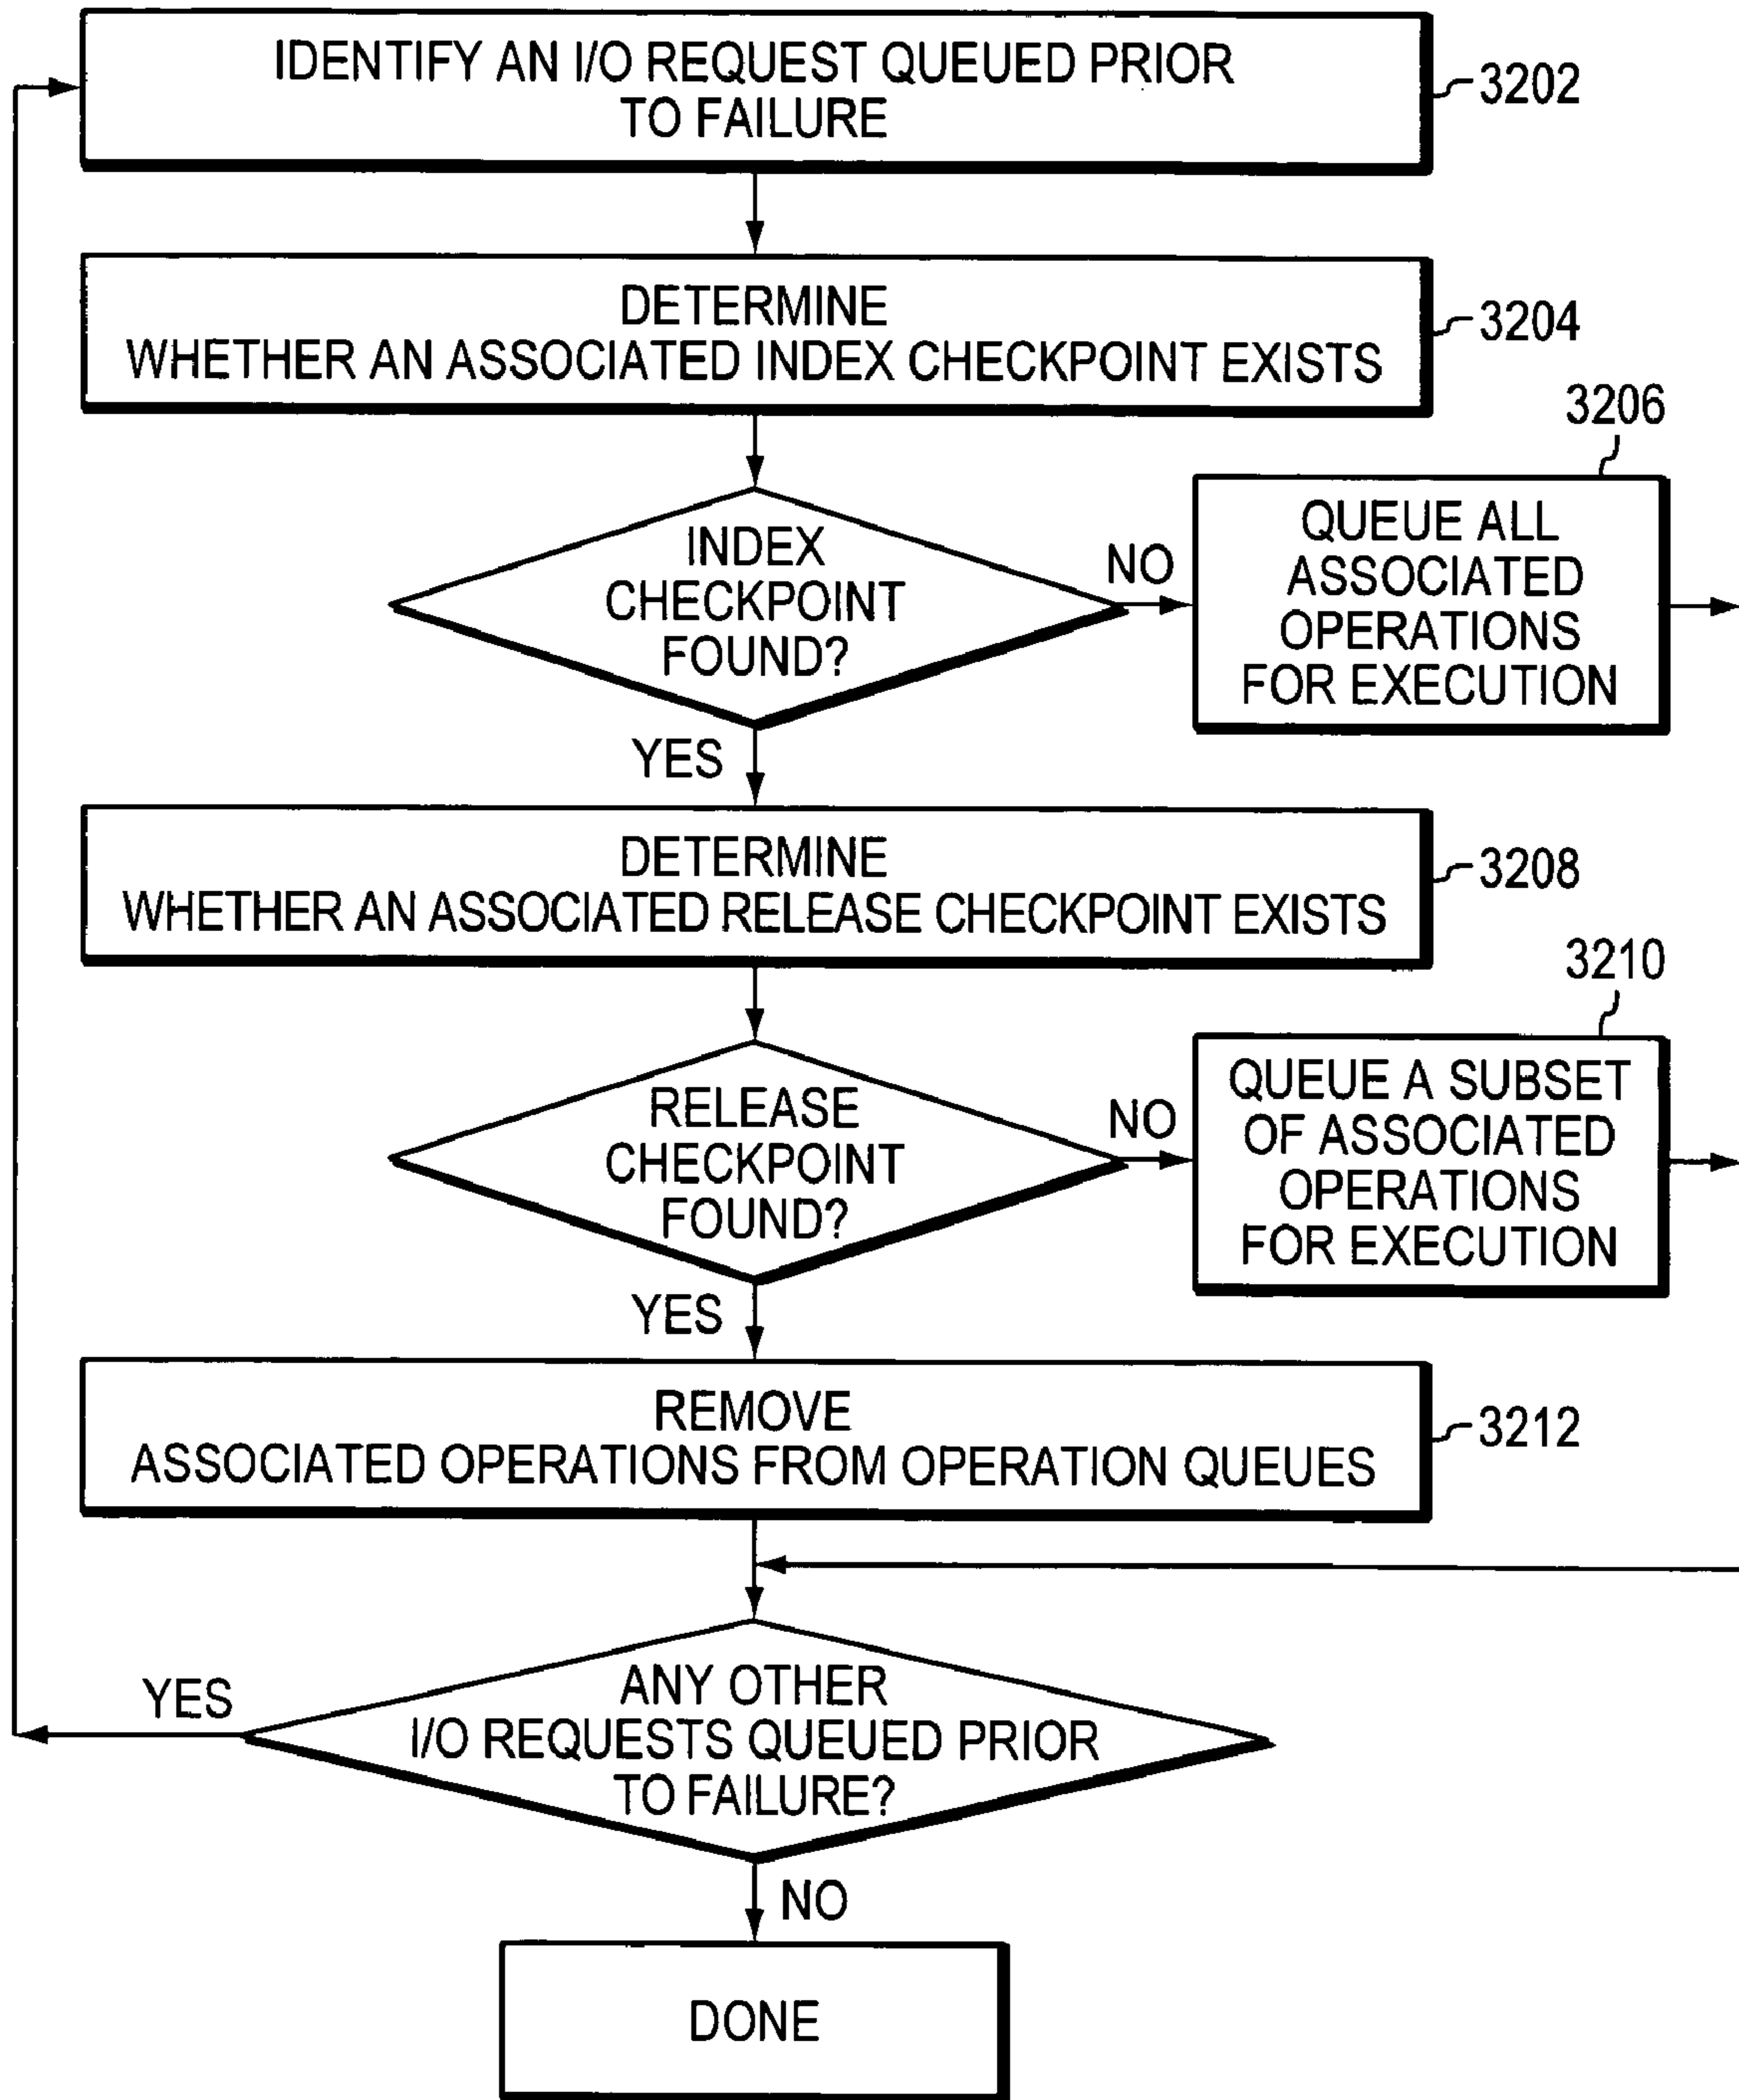 IDENTIFY AN I/O REQUEST QUEUED PRIOR
TO FAILURE
3202
DETERMINE
WHETHER AN ASSOCIATED INDEX CHECKPOINT EXISTS
3204
3206
INDEX
CHECKPOINT
FOUND?
NO
QUEUE ALL
ASSOCIATED
OPERATIONS
FOR EXECUTION
YES
DETERMINE
WHETHER AN ASSOCIATED RELEASE CHECKPOINT EXISTS
3208
3210
RELEASE
CHECKPOINT
FOUND?
NO
QUEUE A SUBSET
OF ASSOCIATED
OPERATIONS
FOR EXECUTION
YES
REMOVE
ASSOCIATED OPERATIONS FROM OPERATION QUEUES
3212
YES
ANY OTHER
I/O REQUESTS QUEUED PRIOR
TO FAILURE?
NO
DONE